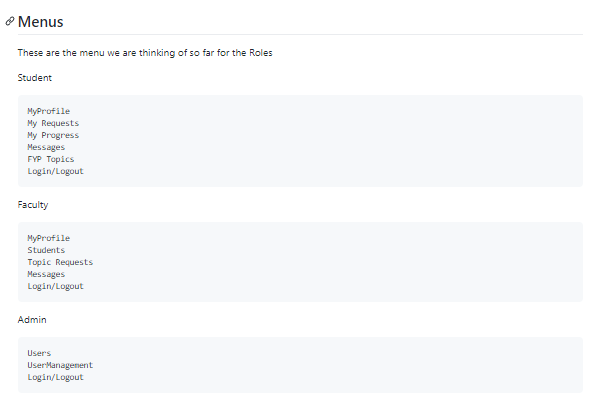 Menus
These are the menu we are thinking of so far for the Roles
Student
MyProfile
My Requests
My Progress
Messages
FYP Topics
Login/Logout
Faculty
MyProfile
Students
Topic Requests
Messages
Login/Logout
Admin
Users
UserManagement
Login/Logout